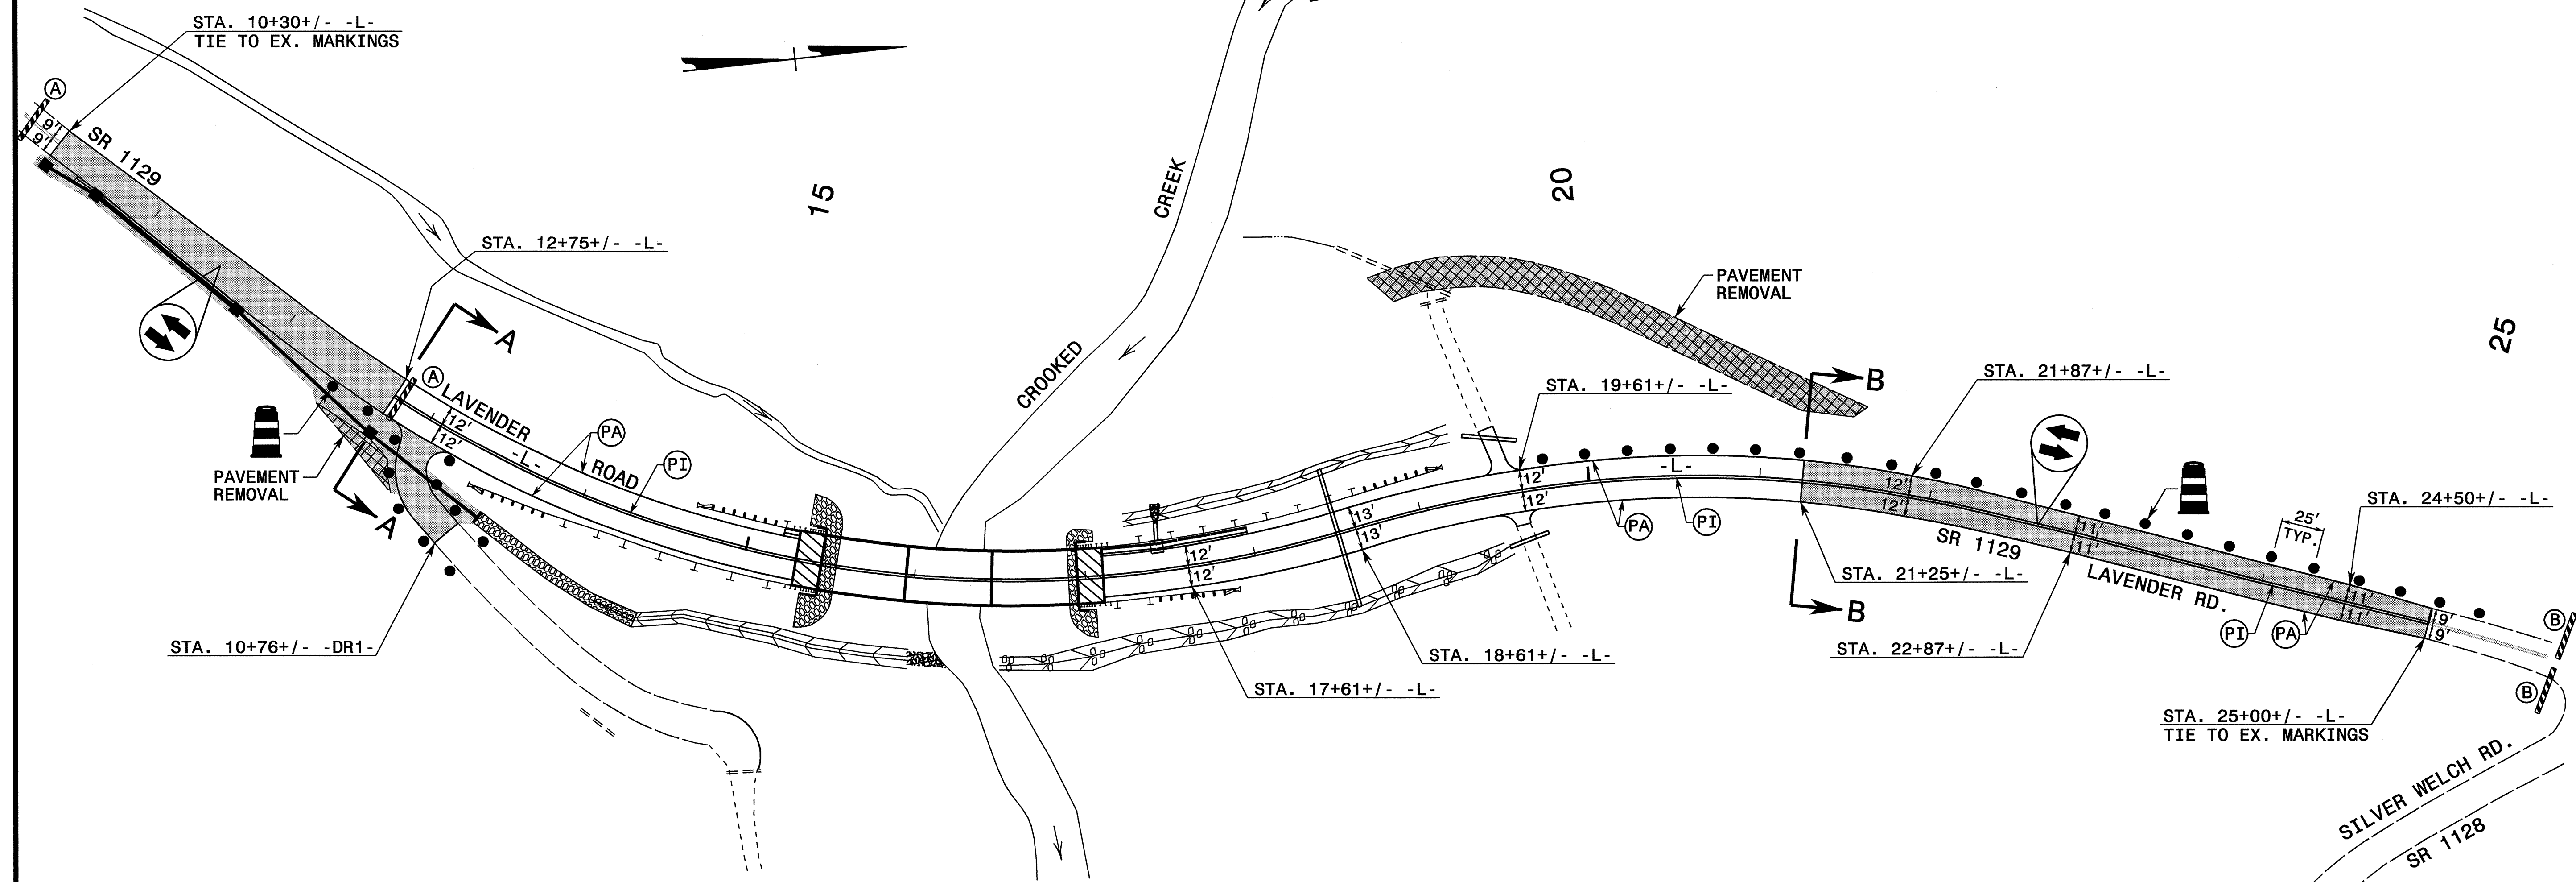 STA. 10+30+/- -L-
TIE TO EX. MARKINGS
A
9'
9'
SR 1129
15
CREEK
CROOKED
20
25
STA. 12+75+/- -L-
A
A
LAVENDER
ROAD
-L-
12'
12'
PA
PI
PAVEMENT
REMOVAL
A
STA. 10+76+/- -DR1-
PAVEMENT
REMOVAL
B
STA. 19+61+/- -L-
STA. 21+87+/- -L-
12'
12'
13'
13'
12'
12'
-L-
PA
PI
12'
12'
STA. 21+25+/- -L-
B
SR 1129
LAVENDER RD.
11'
11'
25'
TYP.
STA. 24+50+/- -L-
11'
11'
PI
PA
9'
9'
B
B
STA. 22+87+/- -L-
STA. 18+61+/- -L-
STA. 17+61+/- -L-
STA. 25+00+/- -L-
TIE TO EX. MARKINGS
SILVER WELCH RD.
SR 1128